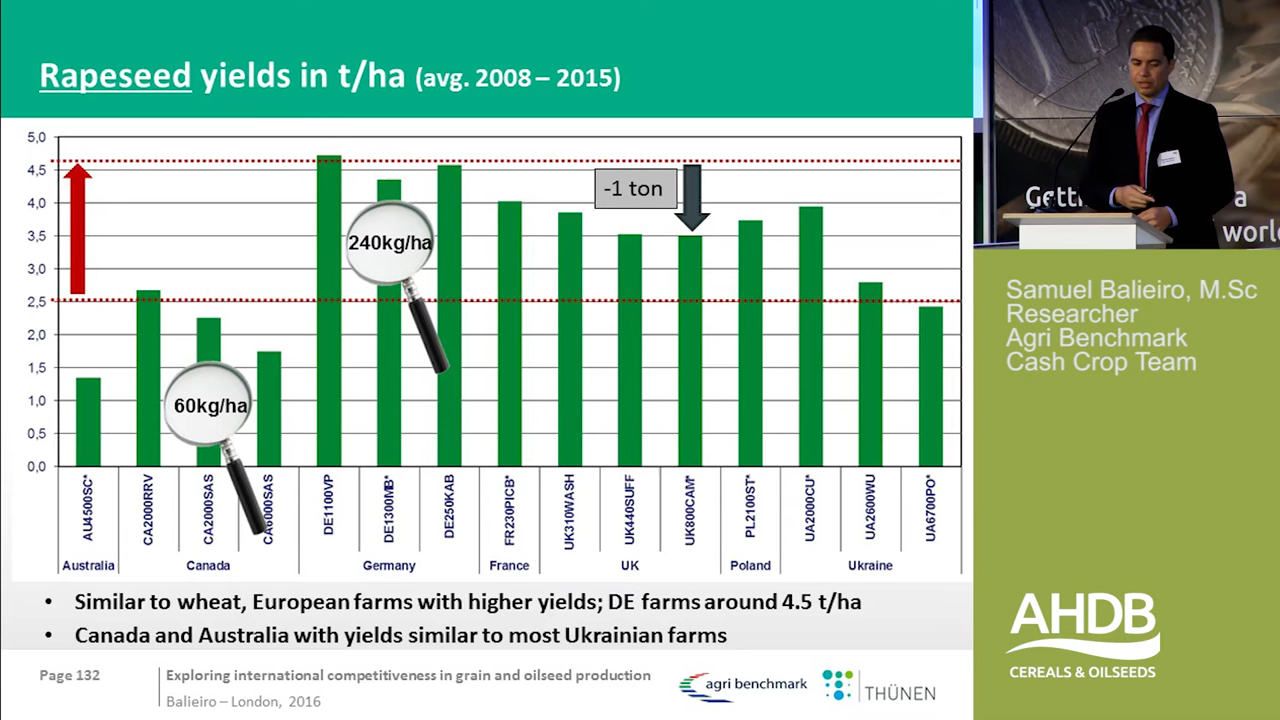 Rapeseed yields in t/ha (avg. 2008 – 2015)
5,0
4,5
4,0
3,5
3,0
2,5
2,0
1,5
1,0
0,5
0,0
-1 ton
240kg/ha
60kg/ha
AU4500SC*
CA2000RRV
CA2000SAS
CA6000SAS
DE1100VP
DE1300MB*
DE250KAB
FR230PICB*
UK310WASH
UK440SUFF
UK800CAM*
PL2100ST*
UA2000CU*
UA2600WU
UA6700PO*
Australia
Canada
Germany
France
UK
Poland
Ukraine
• Similar to wheat, European farms with higher yields; DE farms around 4.5 t/ha
• Canada and Australia with yields similar to most Ukrainian farms
Page 132
Exploring international competitiveness in grain and oilseed production
Balieiro – London, 2016
agri benchmark
THÜNEN
a
Samuel Balieiro, M.Sc
Researcher
Agri Benchmark
Cash Crop Team
AHDB
CEREALS & OILSEEDS